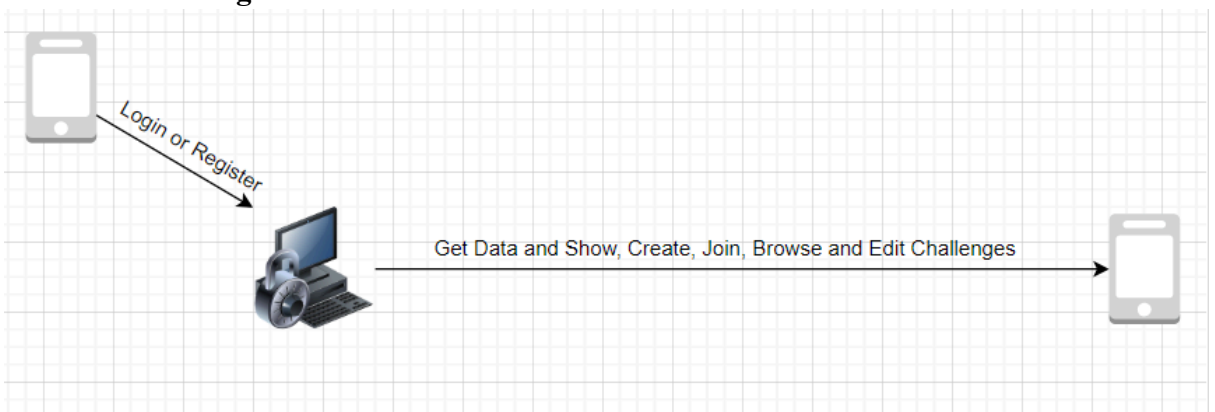 Login or Register
Get Data and Show, Create, Join, Browse and Edit Challenges